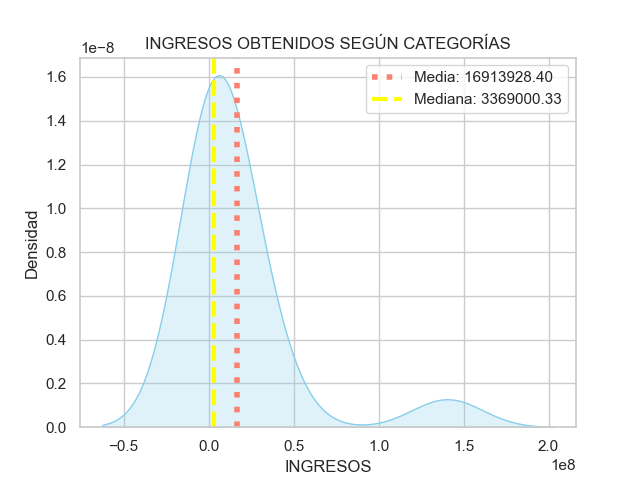 INGRESOS OBTENIDOS SEGÚN CATEGORÍAS
1e−8
Media: 16913928.40
Mediana: 3369000.33
1.6
1.4
1.2
1.0
0.8
0.6
0.4
0.2
0.0
Densidad
−0.5 0.0 0.5 1.0 1.5 2.0
1e8
INGRESOS